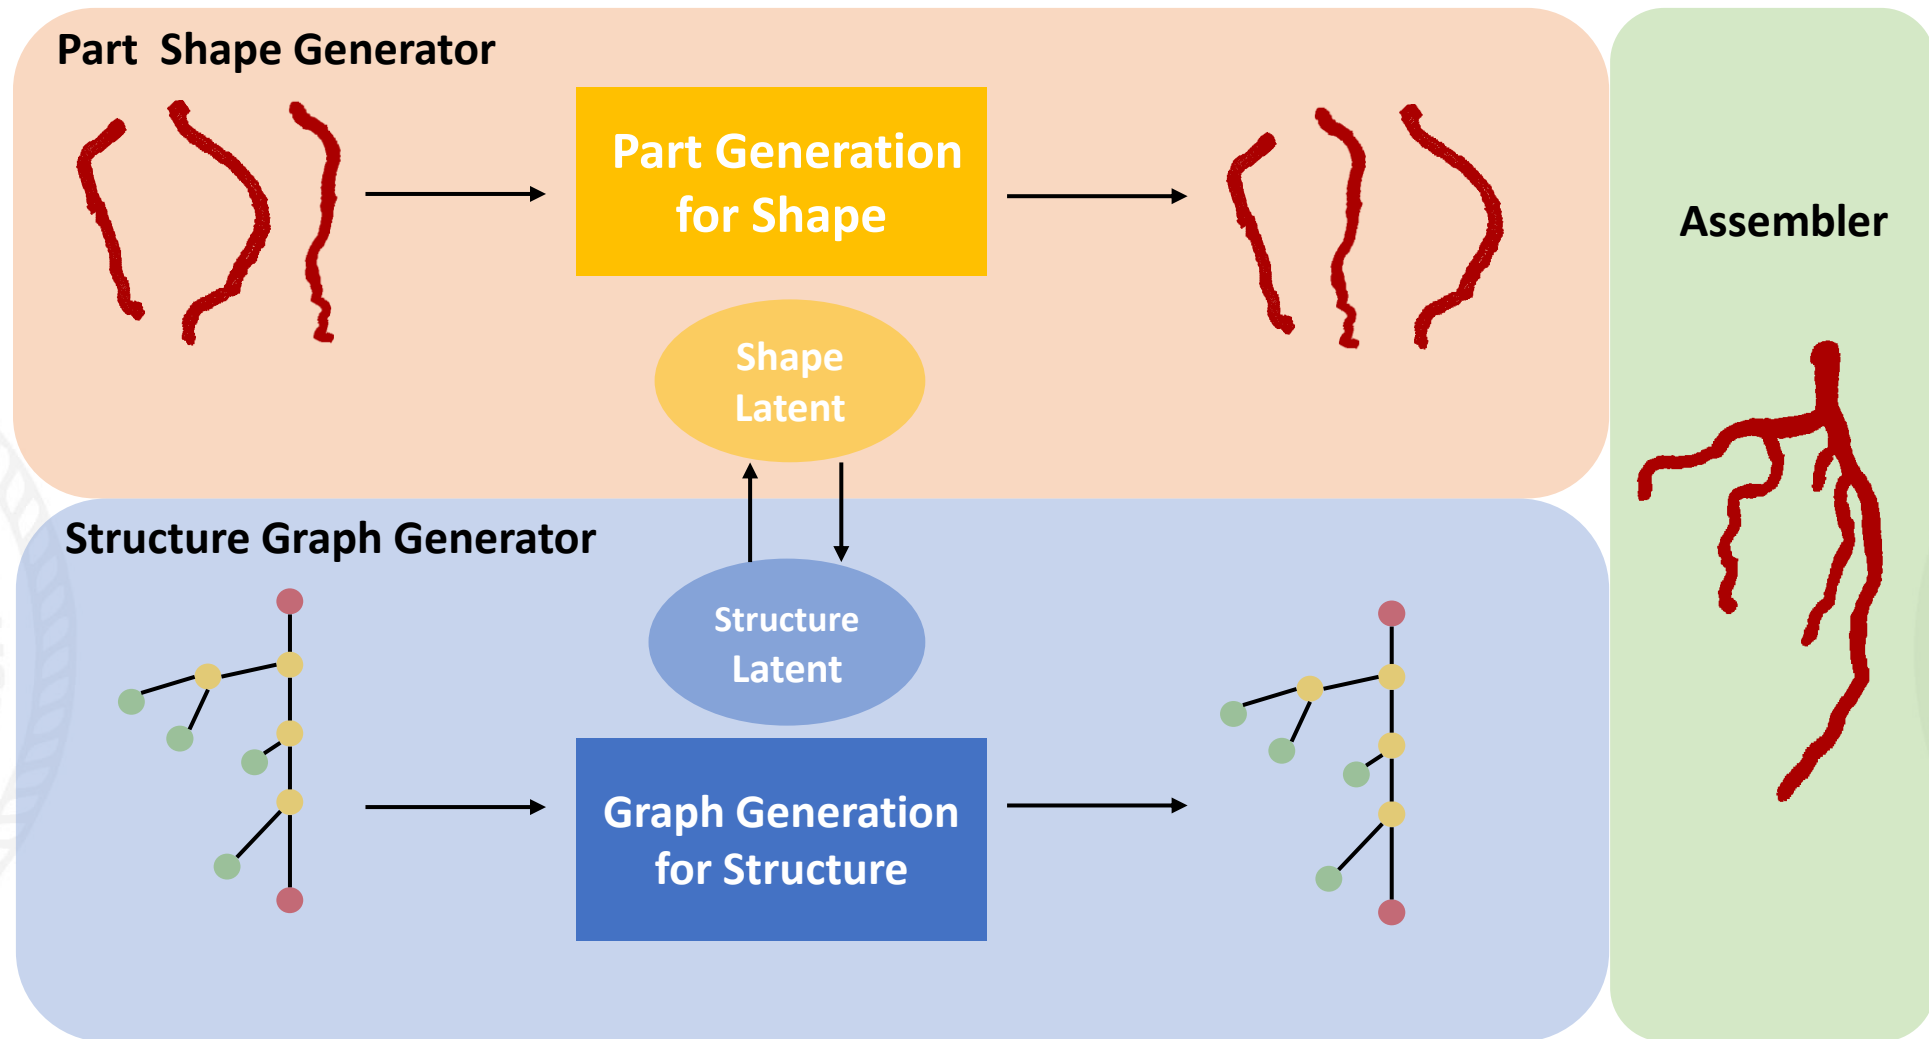 Part  Shape Generator
Part Generation
for Shape
Shape
Latent
Structure Graph Generator
Structure
Latent
Graph Generation
for Structure
Assembler